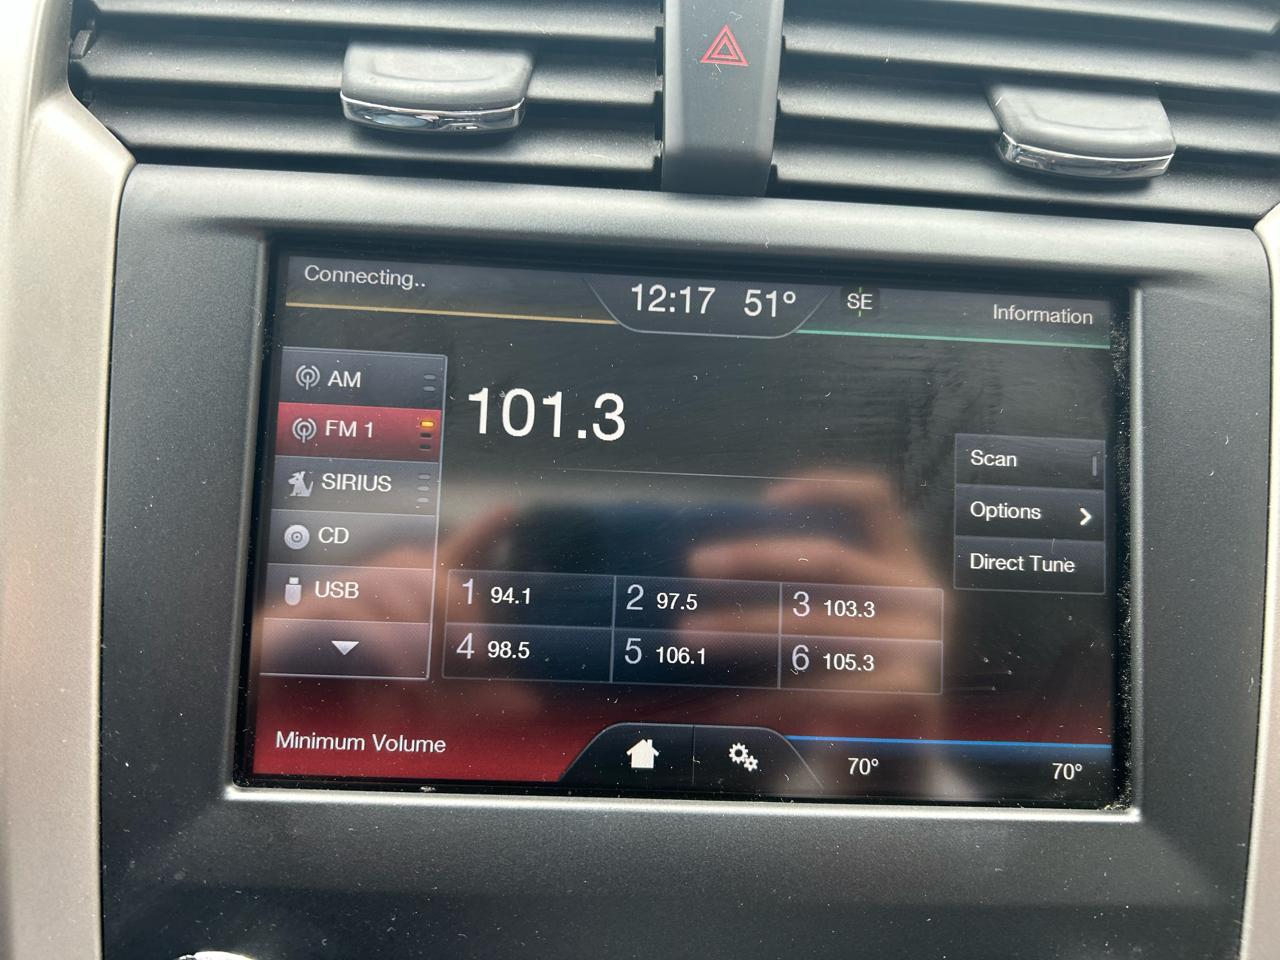 Connecting..
12:17 51° SE
Information
AM
FM 1
SIRIUS
CD
USB
101.3
Scan
Options
Direct Tune
1 94.1
2 97.5
3 103.3
4 98.5
5 106.1
6 105.3
Minimum Volume
70°
70°